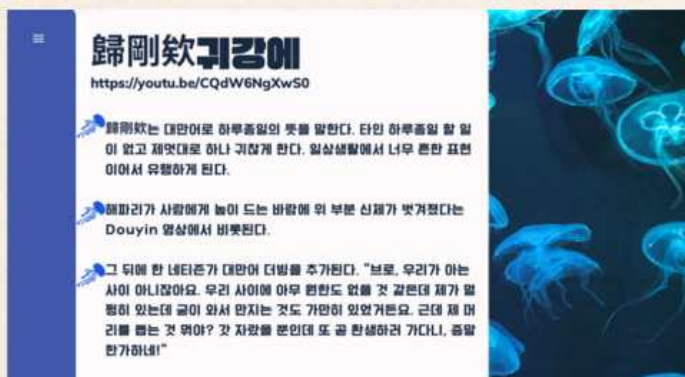 歸剛欸귀강에
https://youtu.be/CQdW6NgXwS0
歸剛欸는 대만어로 하루종일의 뜻을 말한다. 타인 하루종일 할 일
이 없고 제멋대로 하나 귀찮게 한다. 일상생활에서 너무 흔한 표현
이어서 유행하게 된다.
해파리가 사람에게 높이 드는 바람에 위 부분 신체가 벗겨졌다는
Douyin 영상에서 비롯된다.
그 뒤에 한 네티즌가 대만어 더빙을 추가된다. "브로, 우리가 아는
사이 아니잖아요. 우리 사이에 아무 원한도 없을 것 같은데 제가 멀
쩡히 있는데 굳이 와서 만지는 것도 가만히 있었거든요. 근데 제 머
리를 뽑는 것 뭐야? 갓 자랐을 뿐인데 또 곧 환생하러 가다니, 증말
한가하네!"